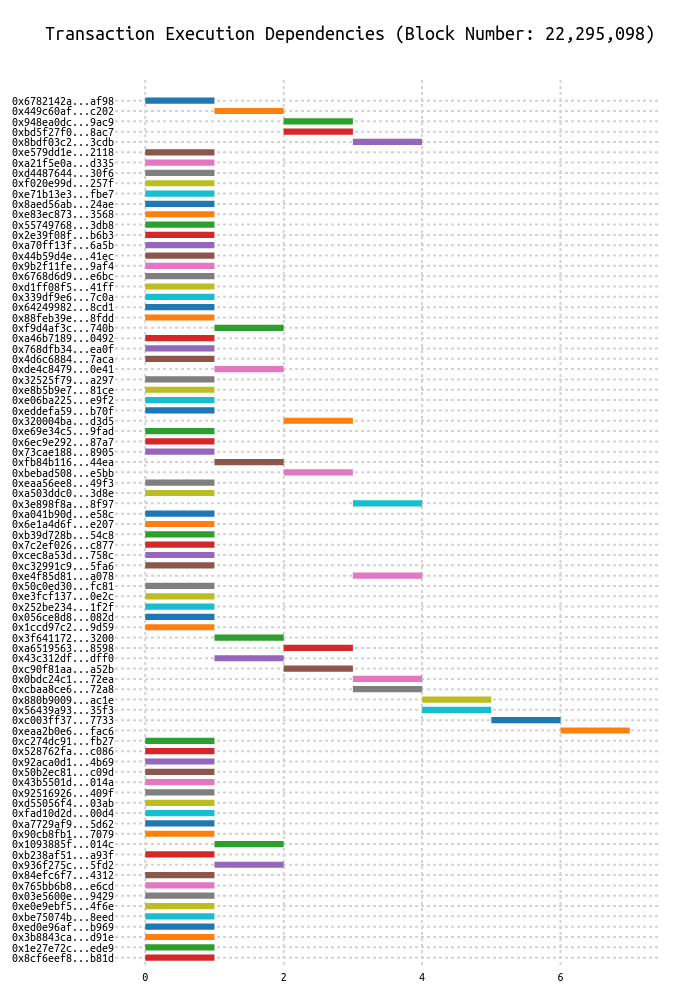 Transaction Execution Dependencies (Block Number: 22,295,098)
0x6782142a...af98
0x449c60af...c202
0x948ea0dc...9ac9
0xbd5f27f0...8ac7
0x8bdf03c2...3cdb
0xe579dd1e...2118
0xa21f5e0a...d335
0xd4487644...30f6
0xf020e99d...257f
0xe71b13e3...fbe7
0x8aed56ab...24ae
0xe83ec873...3568
0x55749768...3db8
0x2e39f08f...b6b3
0xa70ff13f...6a5b
0x44b59d4e...41ec
0x9b2f11fe...9af4
0x6768d6d9...e6bc
0xd1ff08f5...41ff
0x339df9e6...7c0a
0x64249982...8cd1
0x88feb39e...8fdd
0xf9d4af3c...740b
0xa46b7189...0492
0x768dfb34...ea0f
0x4d6c6884...7aca
0xde4c8479...0e41
0x32525f79...a297
0xe8b5b9e7...81ce
0xe06ba225...e9f2
0xeddefa59...b70f
0x320004ba...d3d5
0xe69e34c5...9fad
0x6ec9e292...87a7
0x73cae188...8905
0xfb84b116...44ea
0xbebad508...e5bb
0xeaa56ee8...49f3
0xa503ddc0...3d8e
0x3e898f8a...8f97
0xa041b90d...e58c
0x6e1a4d6f...e207
0xb39d728b...54c8
0x7c2ef026...c877
0xcec8a53d...758c
0xc32991c9...5fa6
0xe4f85d81...a078
0x50c0ed30...fc81
0xe3fcf137...0e2c
0x252be234...1f2f
0x056ce8d8...082d
0x1ccd97c2...9d59
0x3f641172...3200
0xa6519563...8598
0x43c312df...dff0
0xc90f81aa...a52b
0x0bdc24c1...72ea
0xcbaa8ce6...72a8
0x880b9009...ac1e
0x56439a93...35f3
0xc003ff37...7733
0xeaa2b0e6...fac6
0xc274dc91...fb27
0x528762fa...c086
0x92aca0d1...4b69
0x50b2ec81...c09d
0x43b5501d...014a
0x92516926...409f
0xd55056f4...03ab
0xfad10d2d...00d4
0xa7729af9...5d62
0x90cb8fb1...7079
0x1093885f...014c
0xb238af51...a93f
0x936f275c...5fd2
0x84efc6f7...4312
0x765bb6b8...e6cd
0x03e5600e...9429
0xe0e9ebf5...4f6e
0xbe75074b...8eed
0xed0e96af...b969
0x3b8843ca...d91e
0x1e27e72c...ede9
0x8cf6eef8...b81d
0 2 4 6